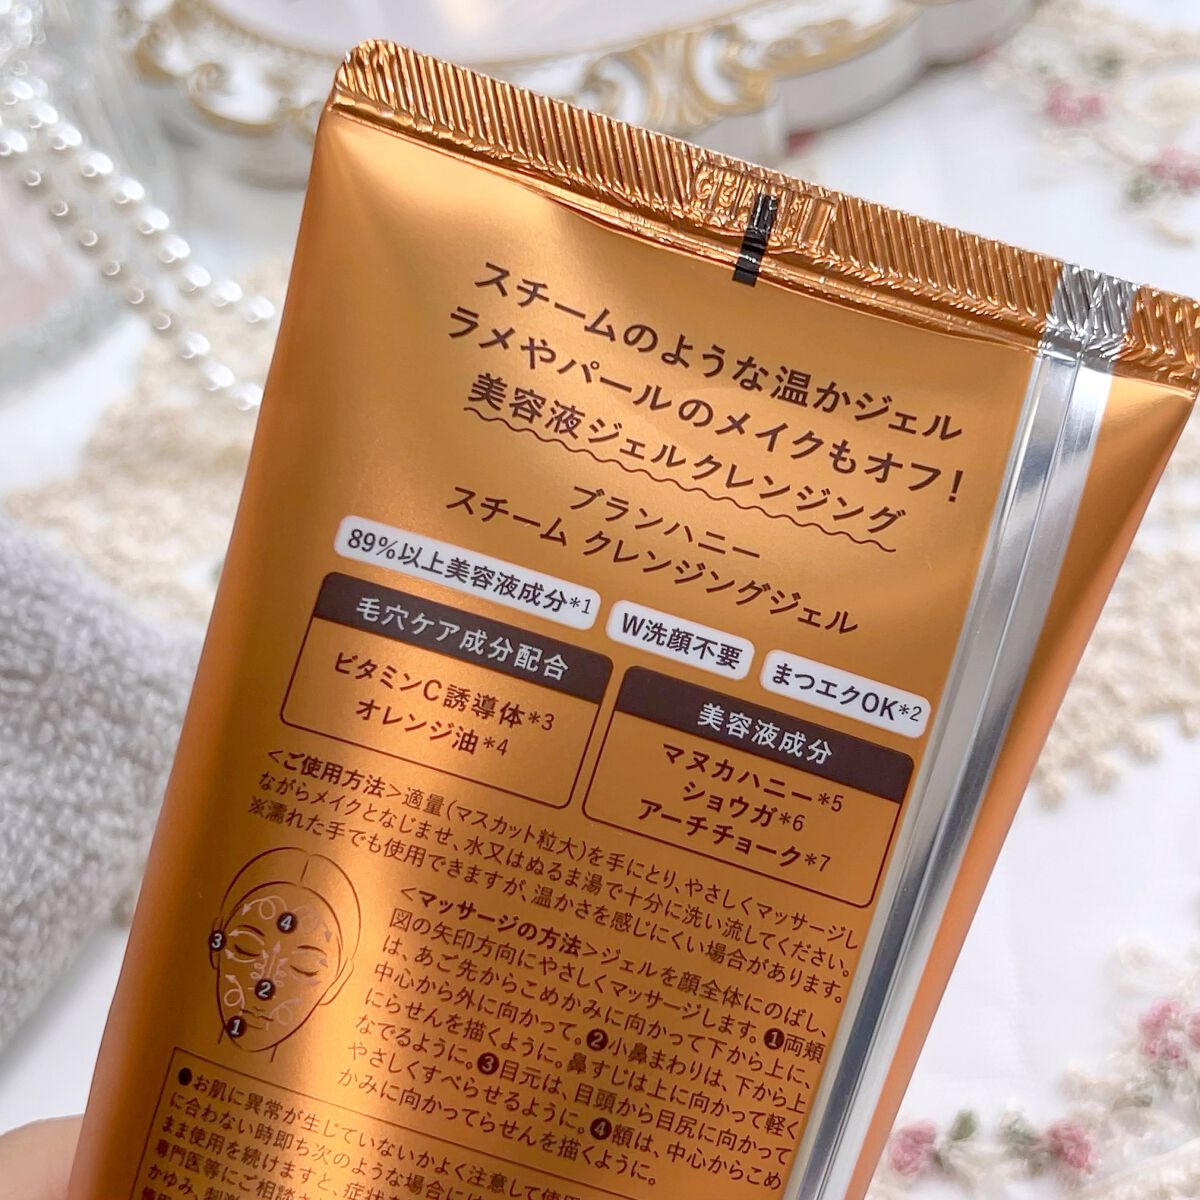 スチームのような温かジェル
ラメやパールのメイクもオフ!
美容液ジェルクレンジング
ブランハニー
スチーム クレンジングジェル
89%以上美容液成分*1
W洗顔不要
まつエクOK*2
毛穴ケア成分配合
ビタミンC誘導体*3
オレンジ油*4
美容液成分
マヌカハニー*5
ショウガ*6
アーチチョーク*7
<ご使用方法>適量(マスカット粒大)を手にとり、やさしくマッサージし
ながらメイクとなじませ、水又はぬるま湯で十分に洗い流してください。
※濡れた手でも使用できますが、温かさを感じにくい場合があります。
<マッサージの方法>ジェルを顔全体にのばし、
図の矢印方向にやさしくマッサージします。❶両頬
は、あご先からこめかみに向かって下から上に、
中心から外に向かって。❷小鼻まわりは、下から上
にらせんを描くように。鼻すじは上に向かって軽く
なでるように。❸目元は、目頭から目尻に向かって
やさしくすべらせるように。❹額は、中心からこめ
かみに向かってらせんを描くように。
❹
❸
❷
❶
●お肌に異常が生じていないかよく注意して使用
に合わない時即ち次のような場合には
まま使用を続けますと、症状を
専門医等にご相談さ
かゆみ、刺激